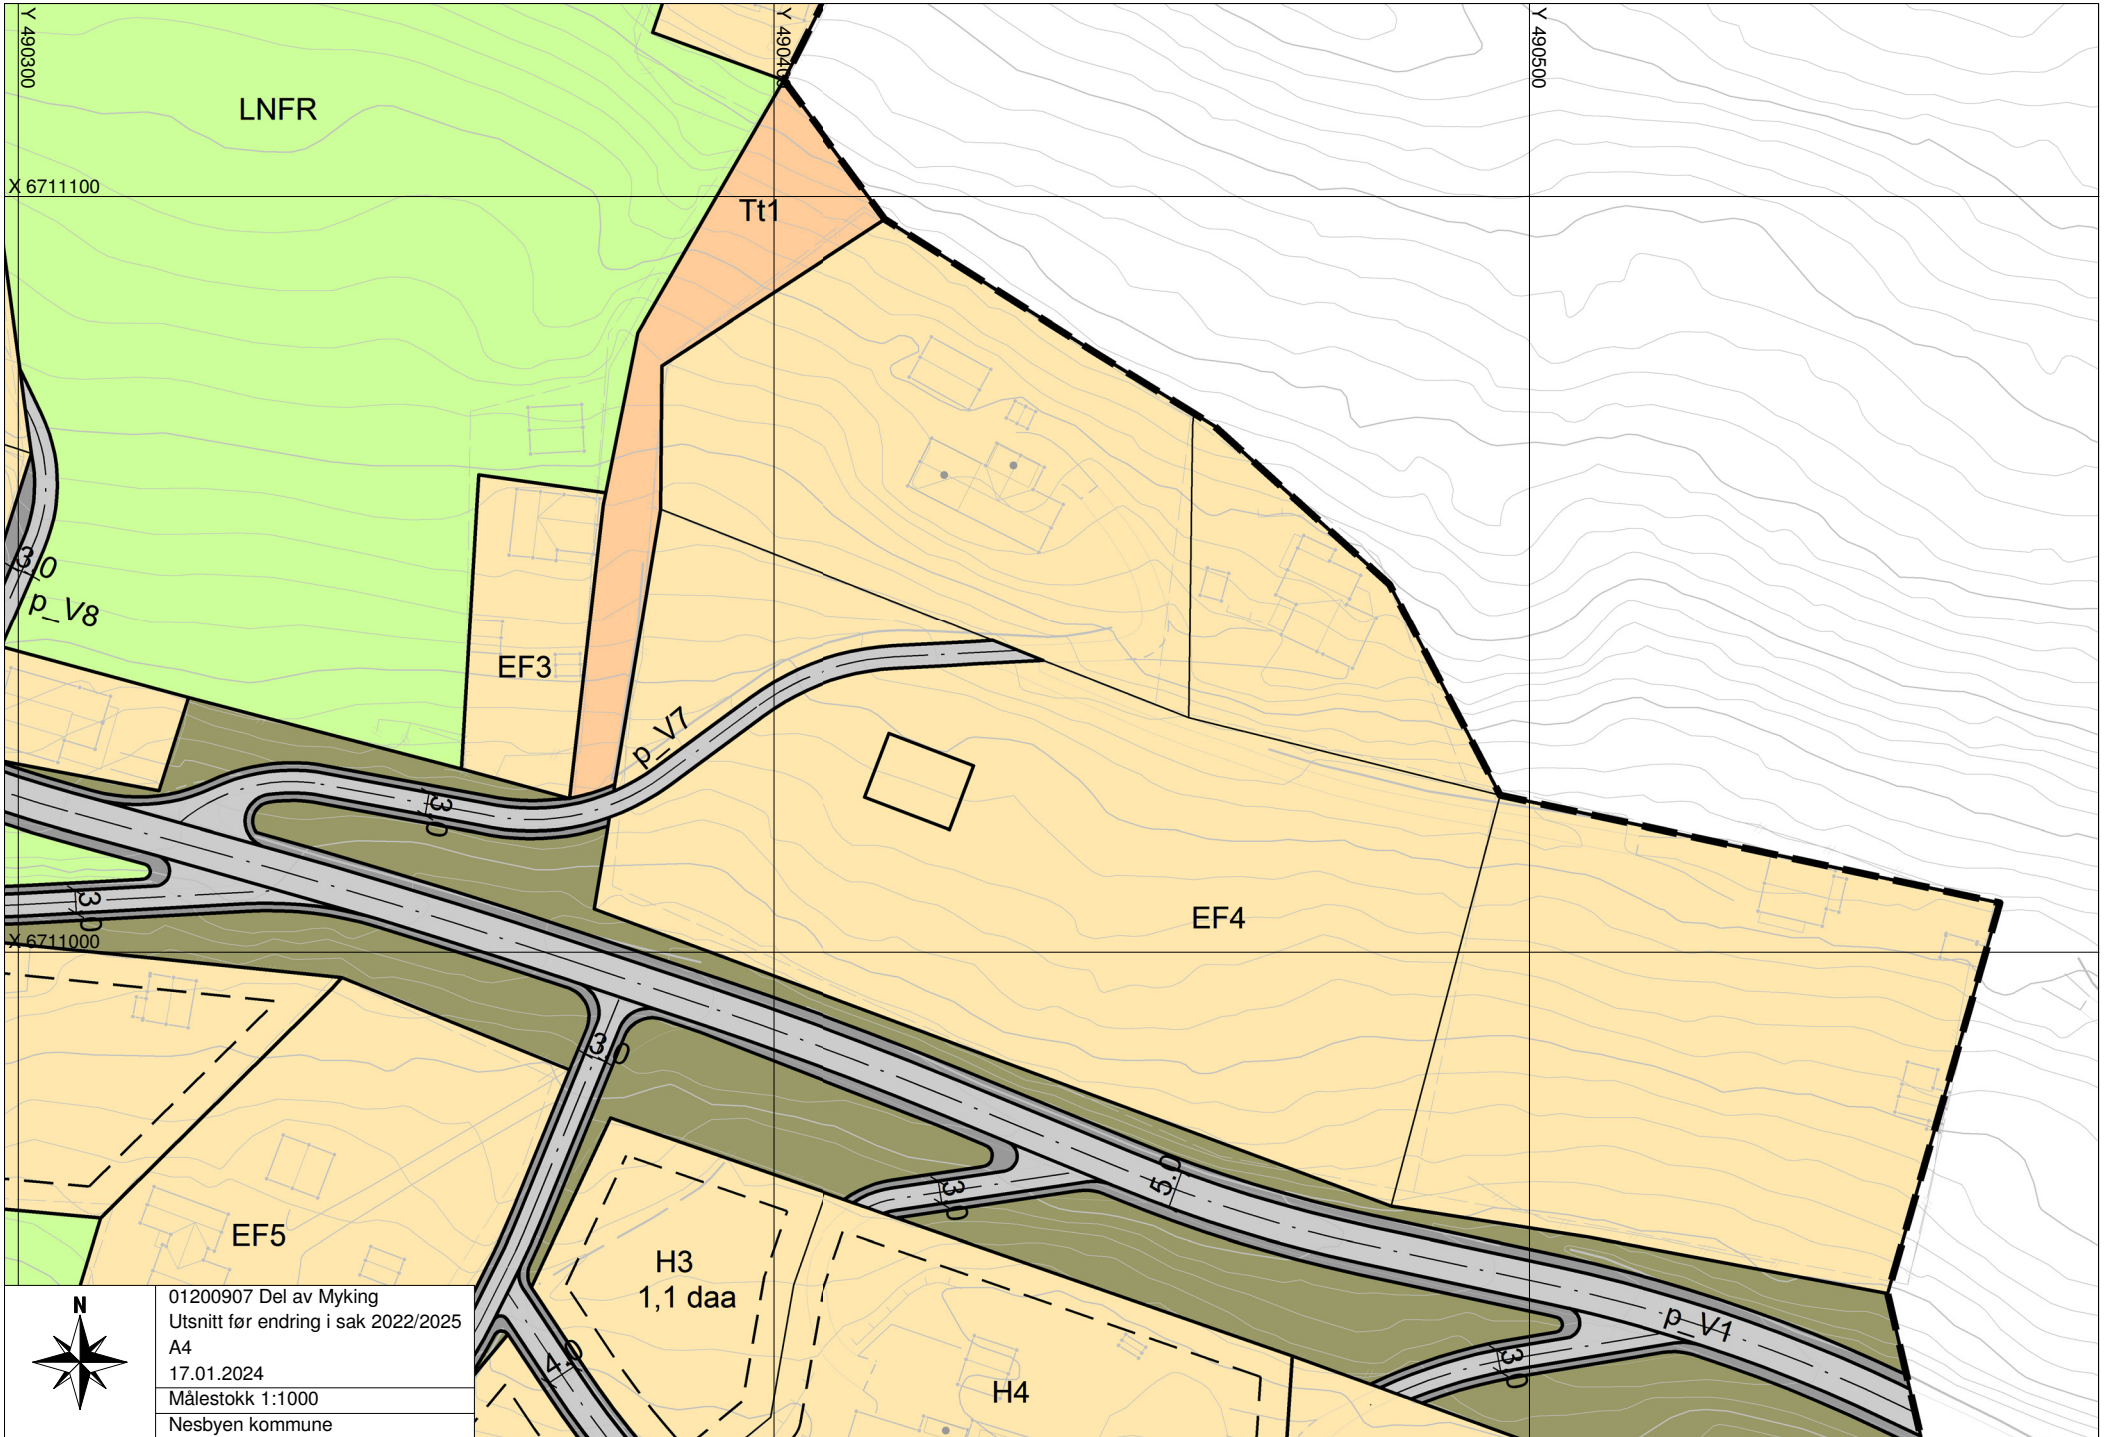 Y 490300
Y 490400
Y 490500
LNFR
X 6711100
Tt1
3.0
p_V8
EF3
p_V7
3.0
EF4
3.0
X 6711000
3.0
5.0
3.0
EF5
H3
1,1 daa
p_V1
3.0
4.0
H4
N
01200907 Del av Myking
Utsnitt før endring i sak 2022/2025
A4
17.01.2024
Målestokk 1:1000
Nesbyen kommune